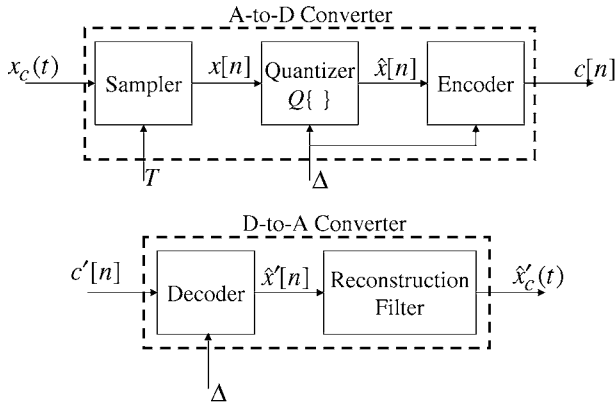 A-to-D Converter
x_c(t) Sampler x[n] Quantizer Q{ } x̂[n] Encoder c[n]
T Δ
D-to-A Converter
c′[n] Decoder x̂′[n] Reconstruction Filter x̂′_c(t)
Δ